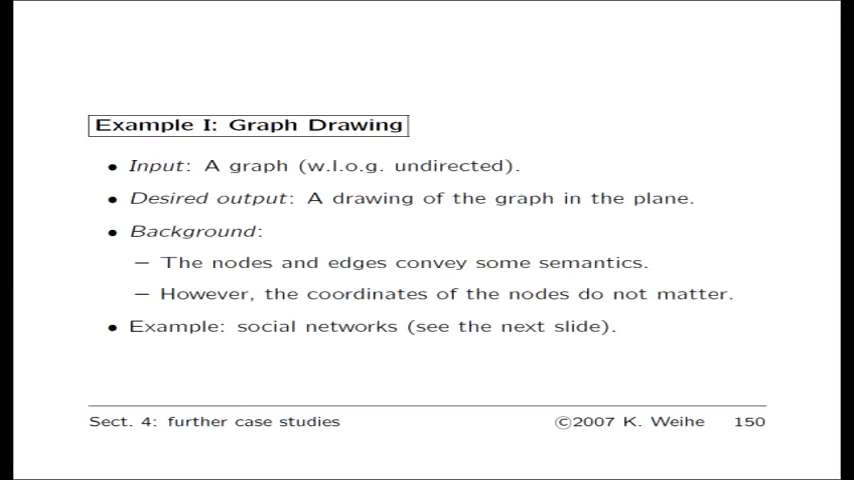 Example I: Graph Drawing
• Input: A graph (w.l.o.g. undirected).
• Desired output: A drawing of the graph in the plane.
• Background:
– The nodes and edges convey some semantics.
– However, the coordinates of the nodes do not matter.
• Example: social networks (see the next slide).
Sect. 4: further case studies ©2007 K. Weihe 150